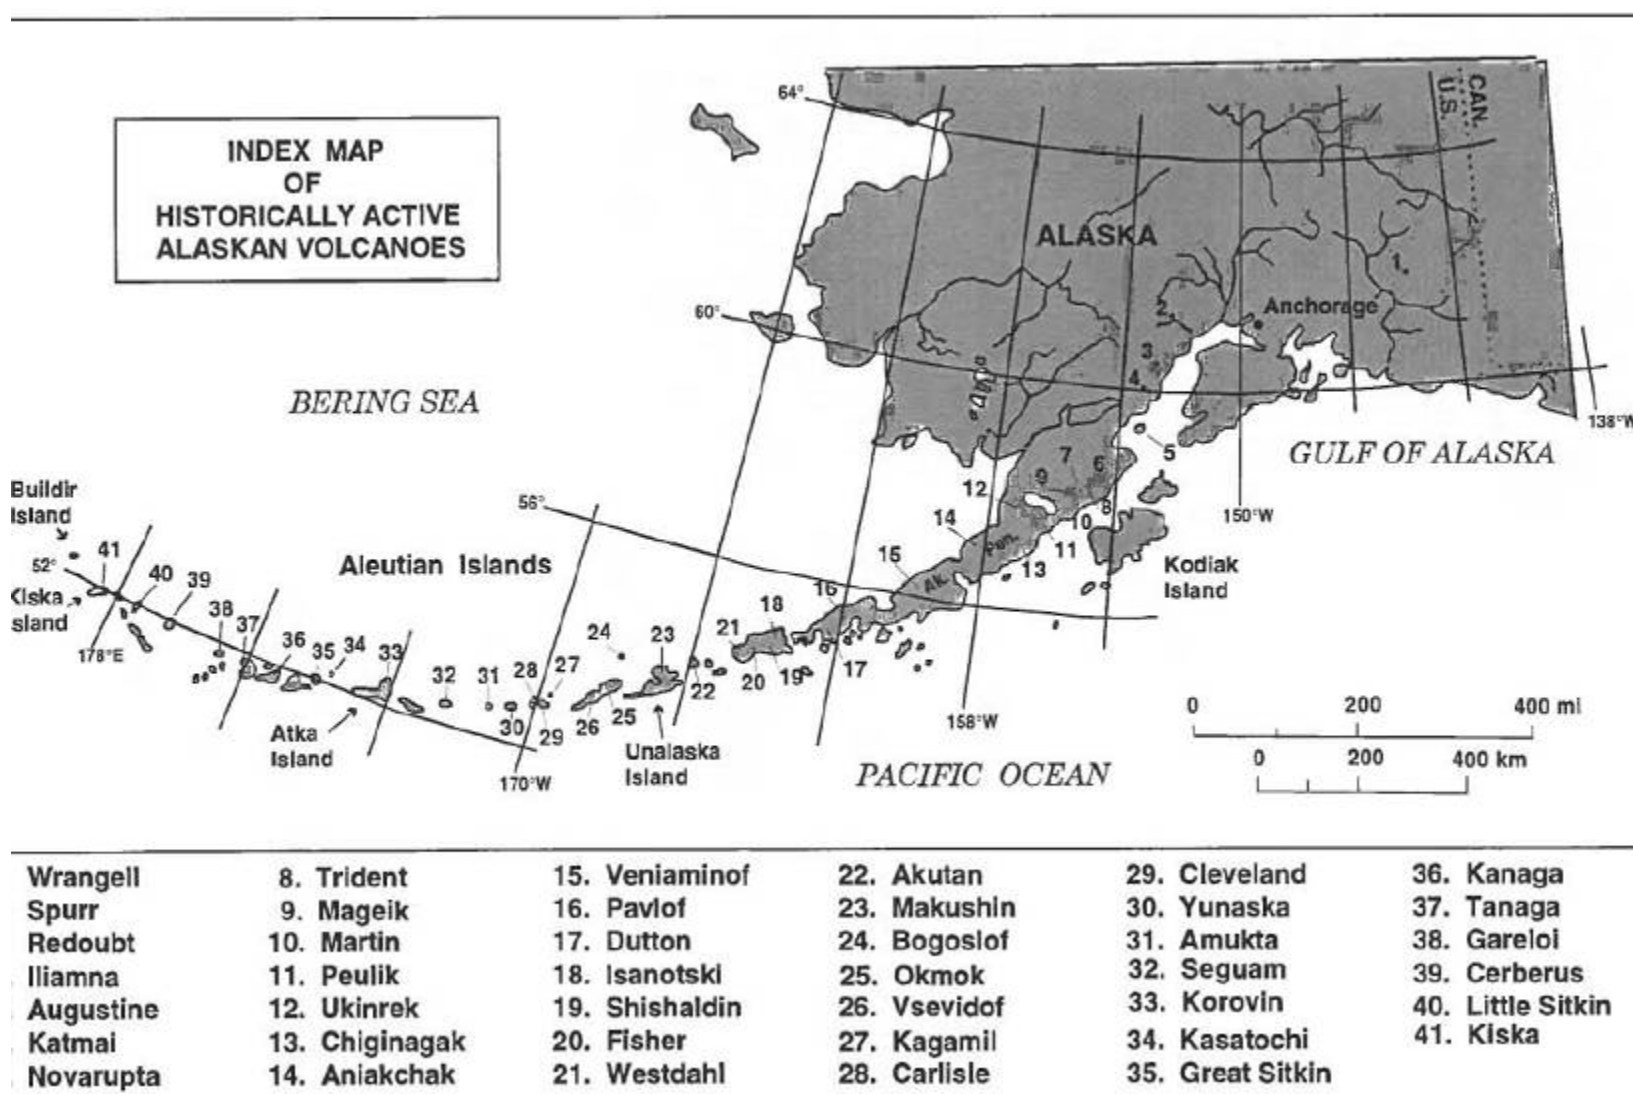 INDEX MAP
OF
HISTORICALLY ACTIVE
ALASKAN VOLCANOES
64°
CAN.
U.S.
ALASKA
1.
2.
Anchorage
60°
3
4.
BERING SEA
138°W
GULF OF ALASKA
5
7
6
9
12
8
10
150°W
14
11
Pen.
13
Kodiak
Island
56°
15
Ak.
16
17
Buildir
Island
41
52°
Kiska
sland
40
39
178°E
38
37
36
35
34
33
Aleutian Islands
32
31
28
27
30
29
24
23
26
25
22
21
18
20
19
Atka
Island
170°W
Unalaska
Island
158°W
PACIFIC OCEAN
0 200 400 mi
0 200 400 km
Wrangell
Spurr
Redoubt
Iliamna
Augustine
Katmai
Novarupta
8. Trident
9. Mageik
10. Martin
11. Peulik
12. Ukinrek
13. Chiginagak
14. Aniakchak
15. Veniaminof
16. Pavlof
17. Dutton
18. Isanotski
19. Shishaldin
20. Fisher
21. Westdahl
22. Akutan
23. Makushin
24. Bogoslof
25. Okmok
26. Vsevidof
27. Kagamil
28. Carlisle
29. Cleveland
30. Yunaska
31. Amukta
32. Seguam
33. Korovin
34. Kasatochi
35. Great Sitkin
36. Kanaga
37. Tanaga
38. Gareloi
39. Cerberus
40. Little Sitkin
41. Kiska